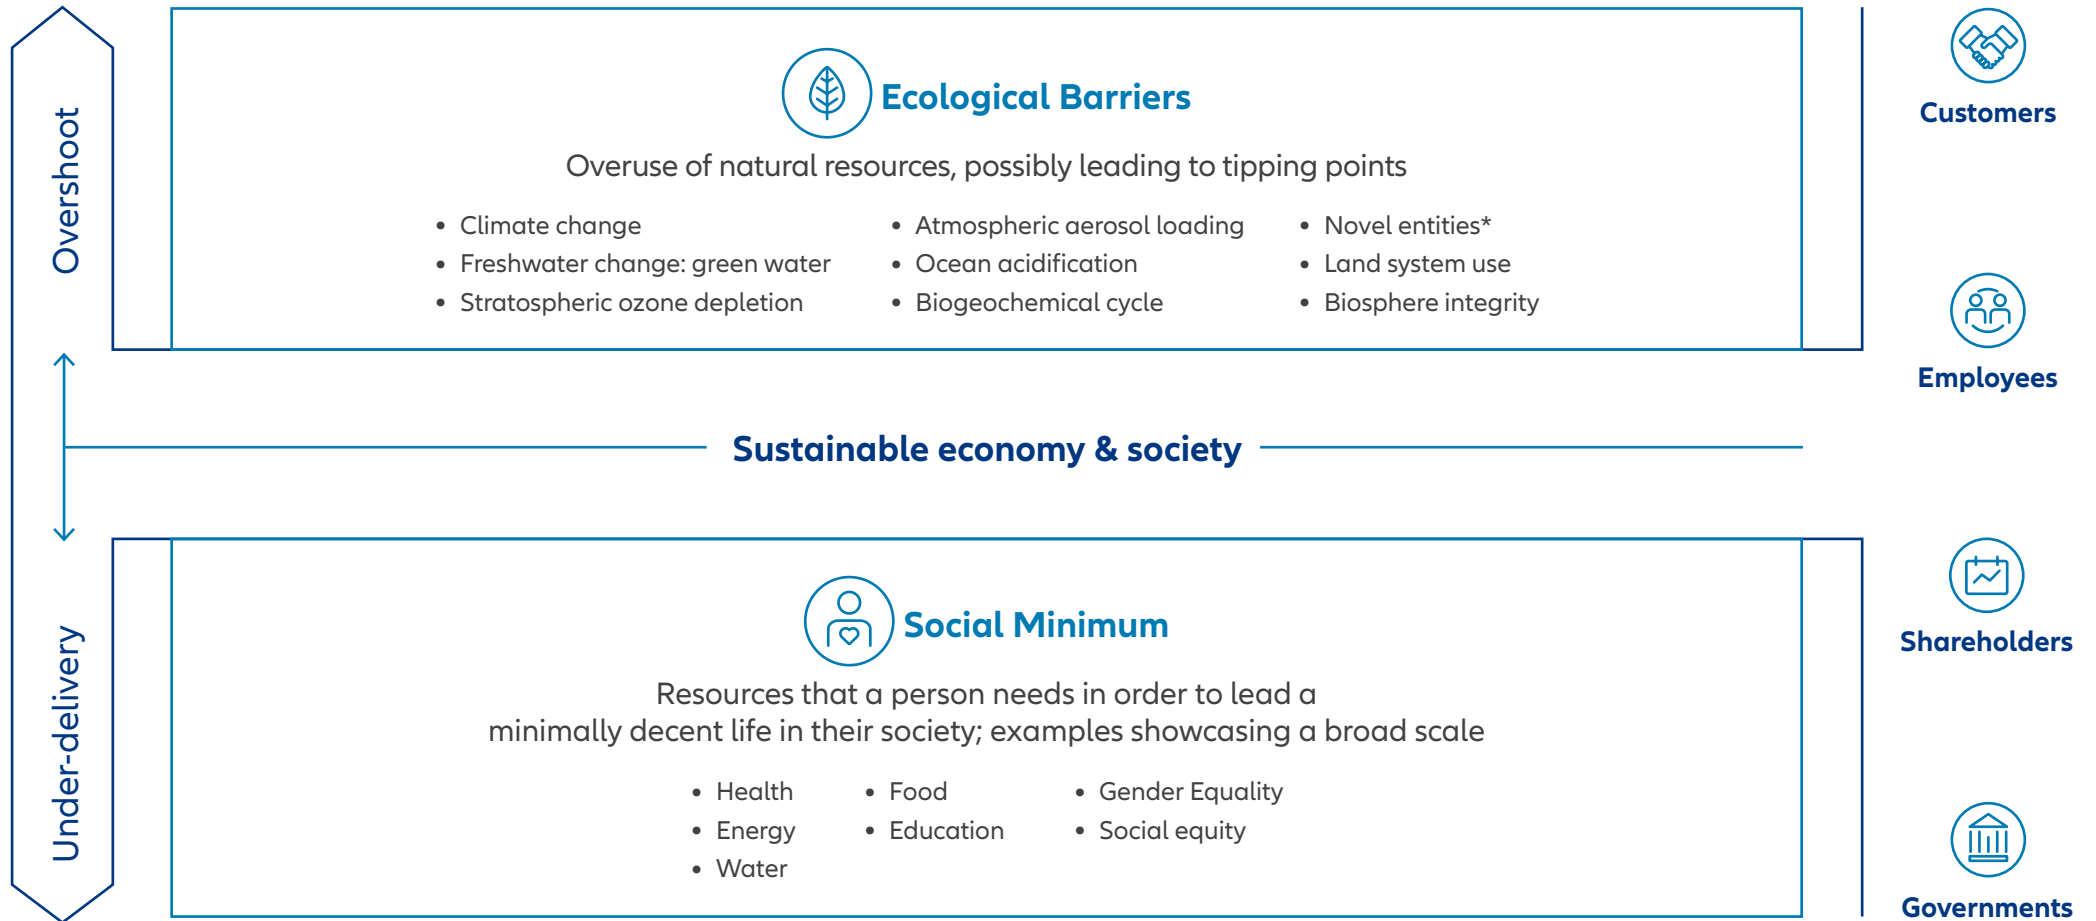 Overshoot
Ecological Barriers
Overuse of natural resources, possibly leading to tipping points
• Climate change
• Freshwater change: green water
• Stratospheric ozone depletion
• Atmospheric aerosol loading
• Ocean acidification
• Biogeochemical cycle
• Novel entities*
• Land system use
• Biosphere integrity
Sustainable economy & society
Under-delivery
Social Minimum
Resources that a person needs in order to lead a
minimally decent life in their society; examples showcasing a broad scale
• Health
• Energy
• Water
• Food
• Education
• Gender Equality
• Social equity
Customers
Employees
Shareholders
Governments